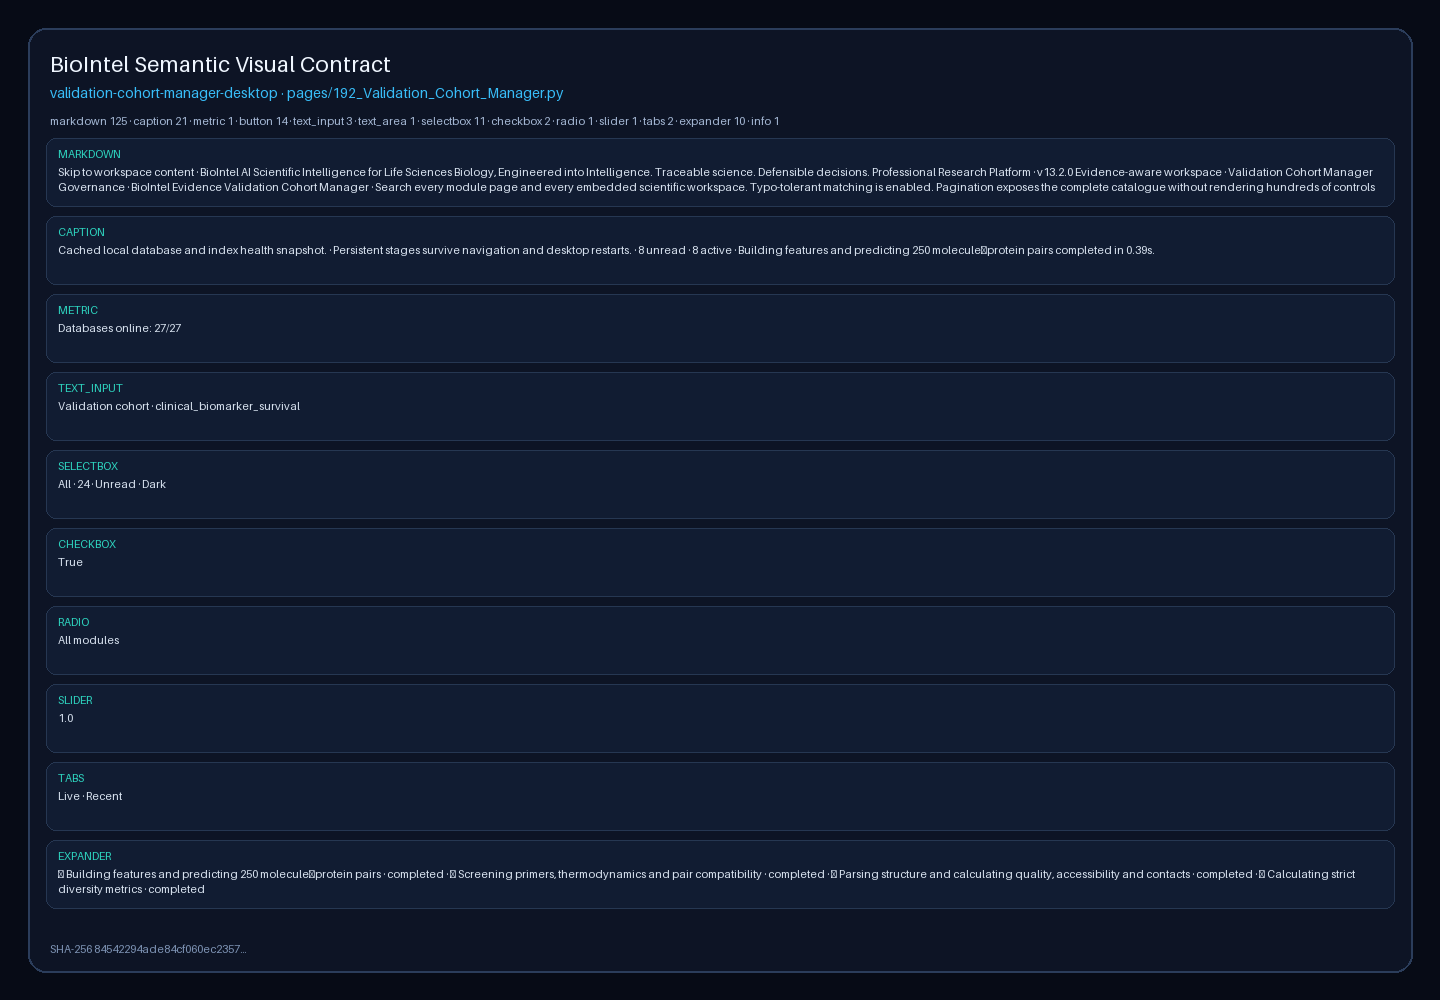 BioIntel Semantic Visual Contract
validation-cohort-manager-desktop · pages/192_Validation_Cohort_Manager.py
markdown 125 · caption 21 · metric 1 · button 14 · text_input 3 · text_area 1 · selectbox 11 · checkbox 2 · radio 1 · slider 1 · tabs 2 · expander 10 · info 1
MARKDOWN
Skip to workspace content · BioIntel AI Scientific Intelligence for Life Sciences Biology, Engineered into Intelligence. Traceable science. Defensible decisions. Professional Research Platform · v13.2.0 Evidence-aware workspace · Validation Cohort Manager
Governance · BioIntel Evidence Validation Cohort Manager · Search every module page and every embedded scientific workspace. Typo-tolerant matching is enabled. Pagination exposes the complete catalogue without rendering hundreds of controls
CAPTION
Cached local database and index health snapshot. · Persistent stages survive navigation and desktop restarts. · 8 unread · 8 active · Building features and predicting 250 molecule▯protein pairs completed in 0.39s.
METRIC
Databases online: 27/27
TEXT_INPUT
Validation cohort · clinical_biomarker_survival
SELECTBOX
All · 24 · Unread · Dark
CHECKBOX
True
RADIO
All modules
SLIDER
1.0
TABS
Live · Recent
EXPANDER
▯ Building features and predicting 250 molecule▯protein pairs · completed · ▯ Screening primers, thermodynamics and pair compatibility · completed · ▯ Parsing structure and calculating quality, accessibility and contacts · completed · ▯ Calculating strict
diversity metrics · completed
SHA-256 84542294ade84cf060ec2357…